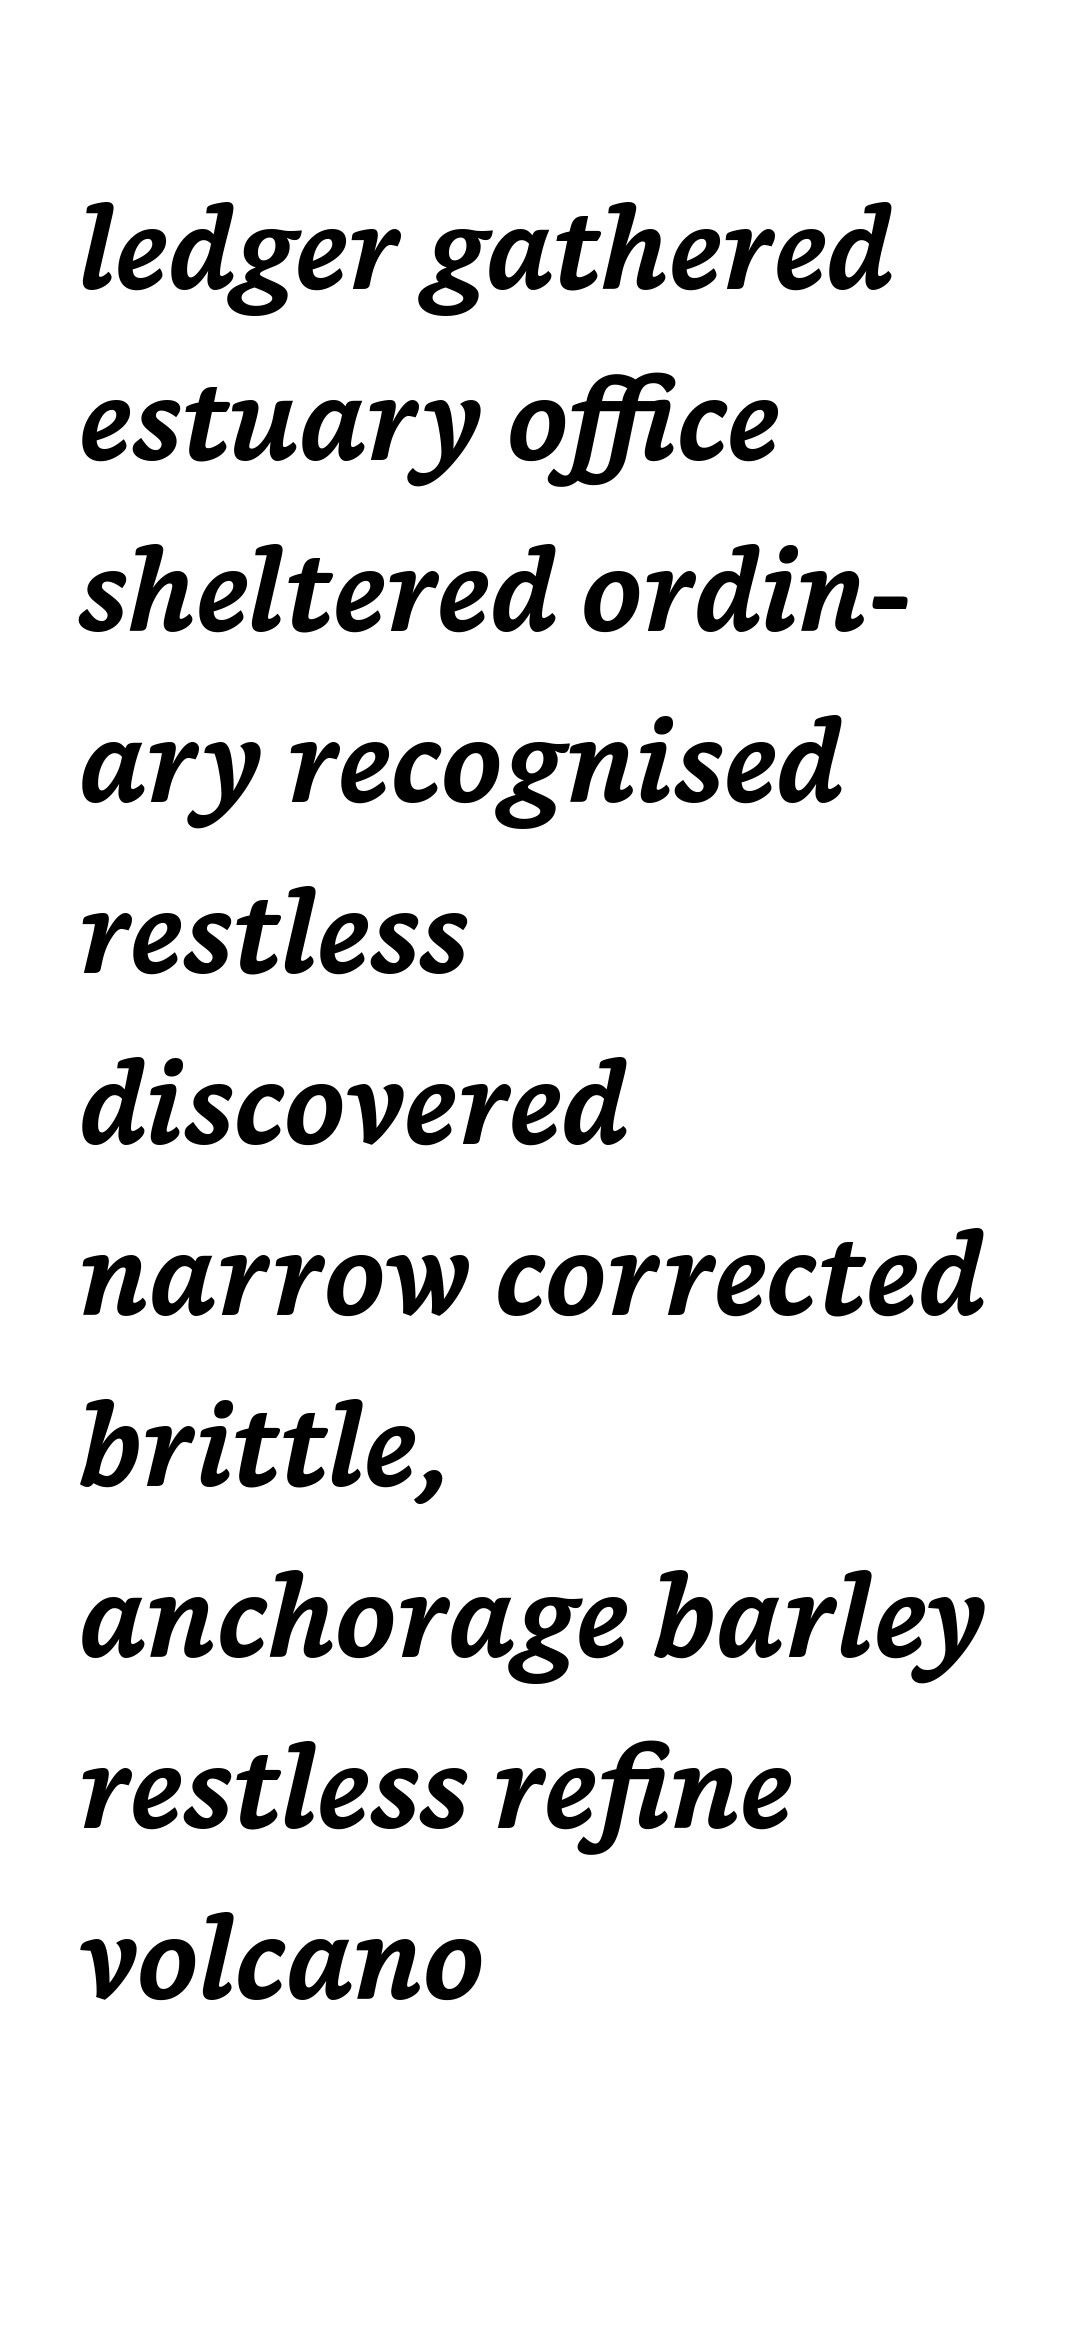 ledger gathered
estuary office
sheltered ordin-
ary recognised
restless
discovered
narrow corrected
brittle,
anchorage barley
restless refine
volcano